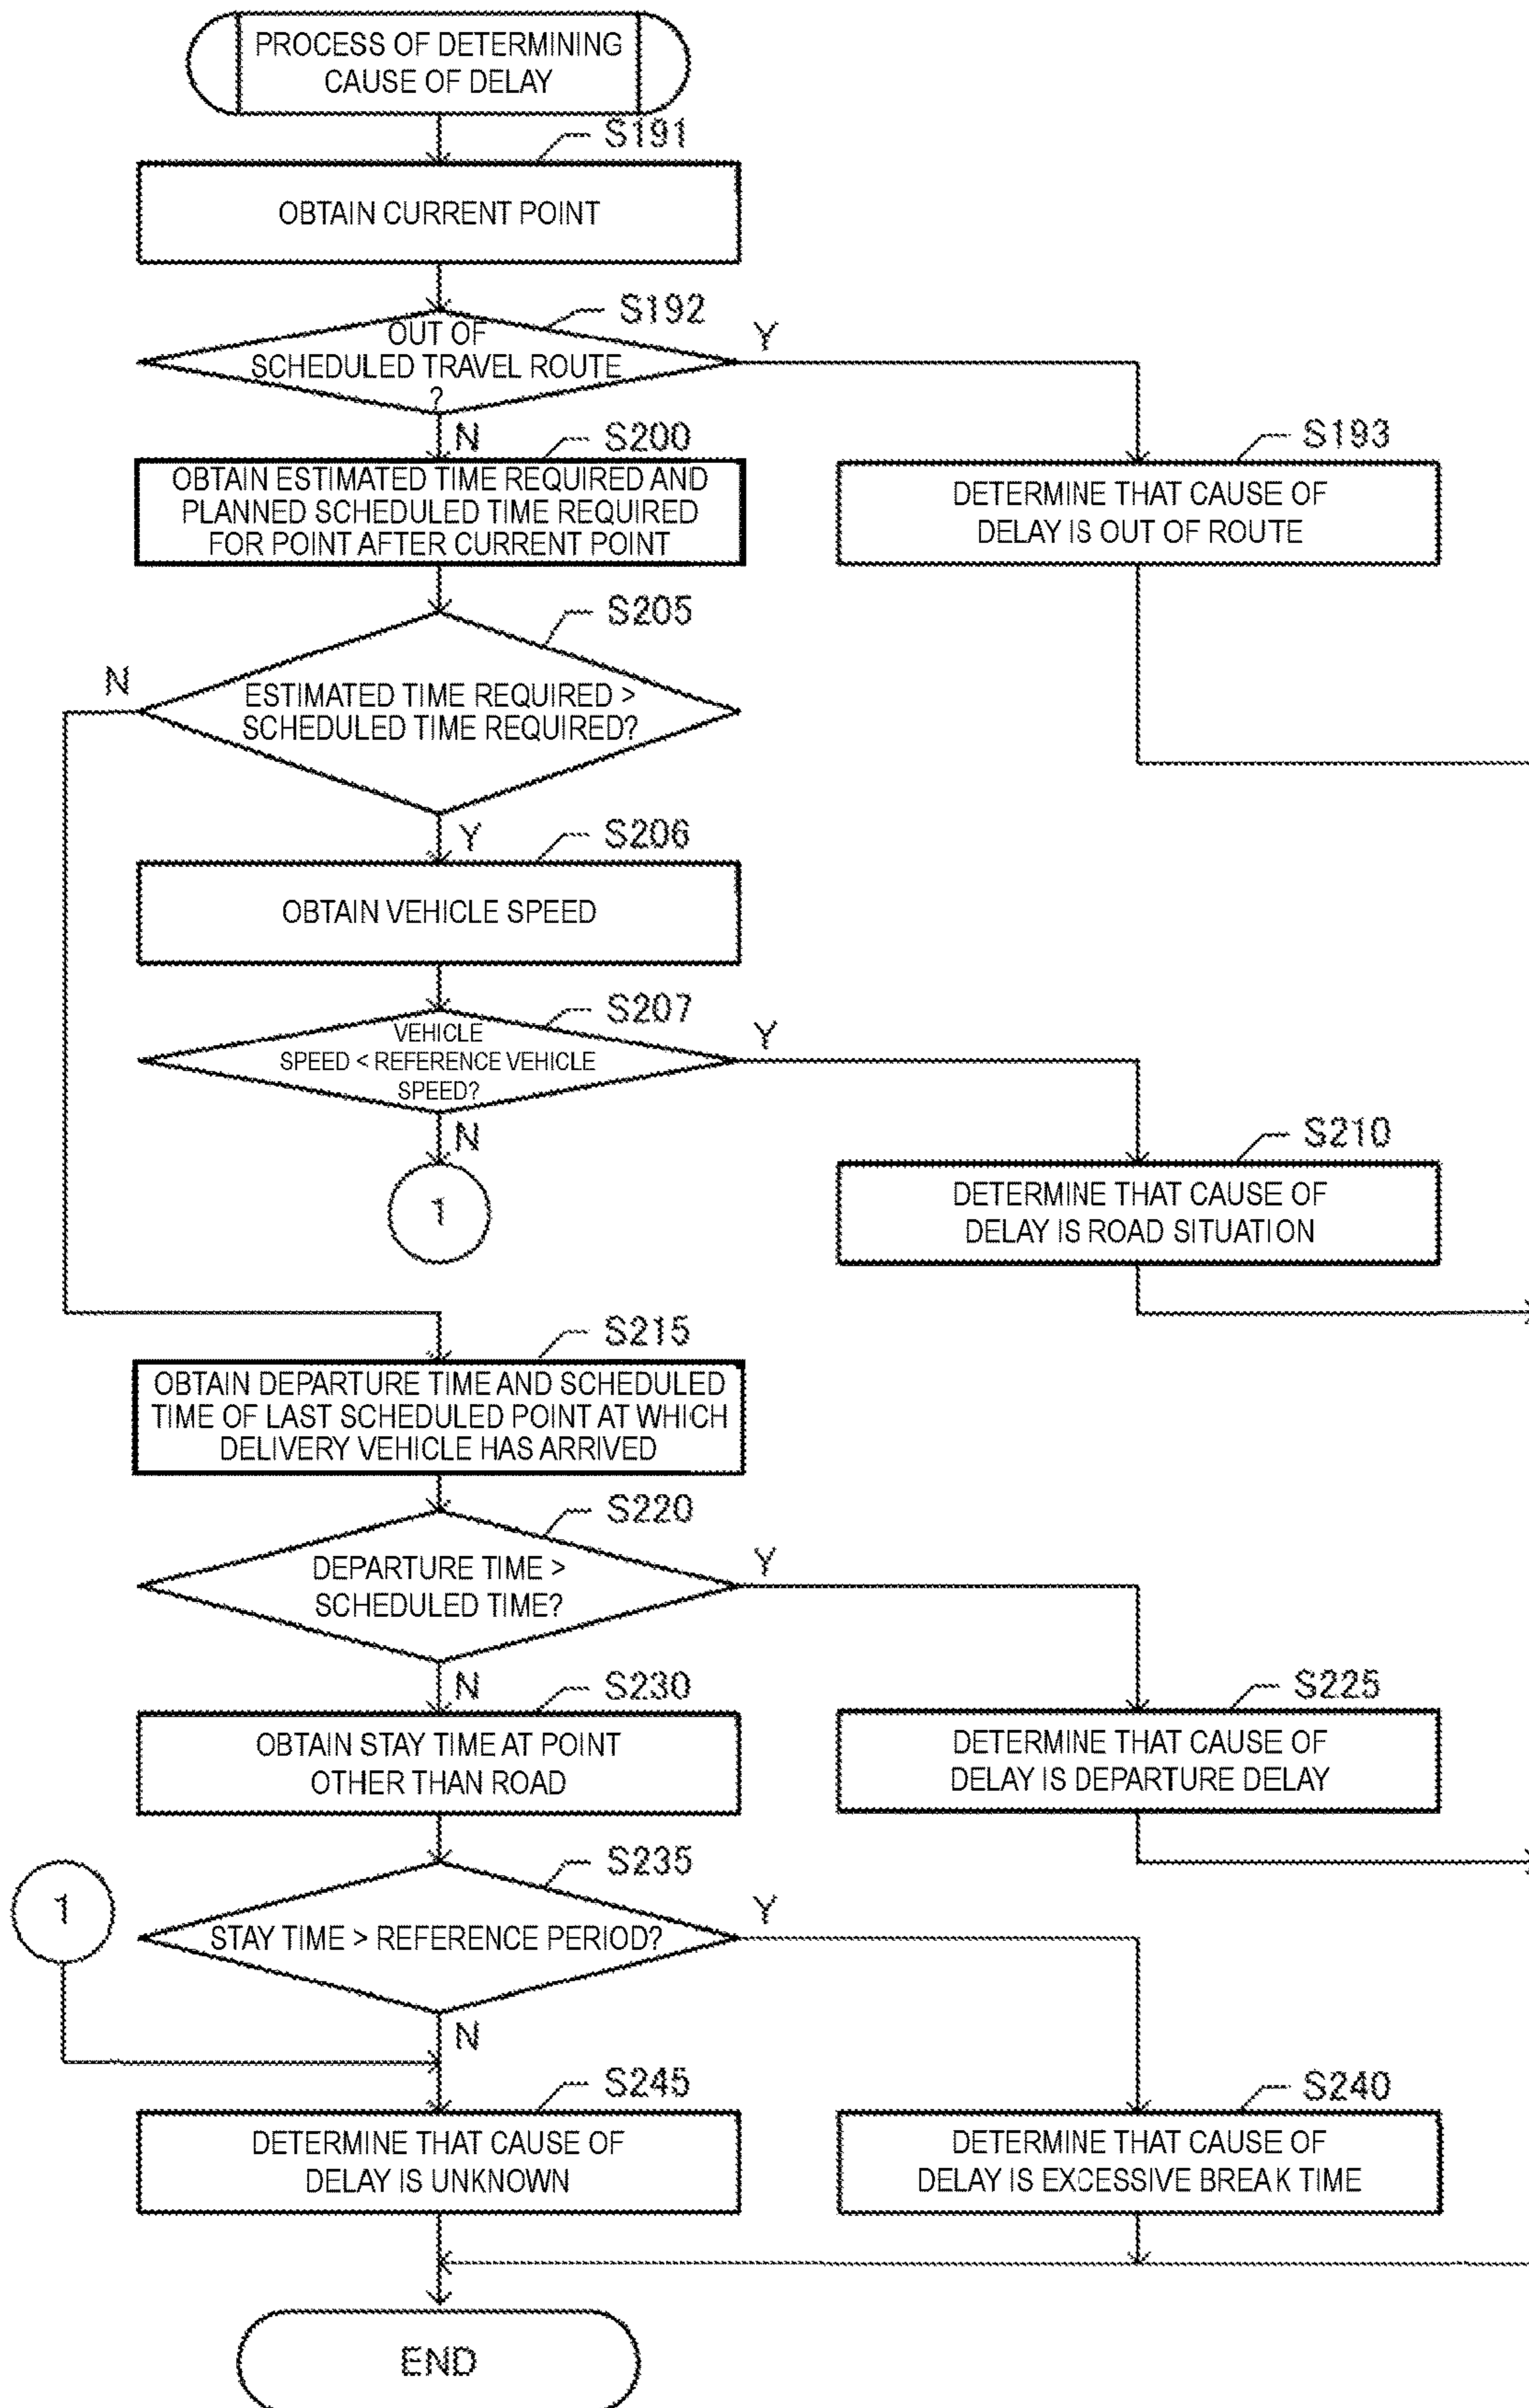 PROCESS OF DETERMINING
CAUSE OF DELAY
S191
OBTAIN CURRENT POINT
S192
OUT OF
SCHEDULED TRAVEL ROUTE
?
Y
N
S200
OBTAIN ESTIMATED TIME REQUIRED AND
PLANNED SCHEDULED TIME REQUIRED
FOR POINT AFTER CURRENT POINT
S193
DETERMINE THAT CAUSE OF
DELAY IS OUT OF ROUTE
S205
N
ESTIMATED TIME REQUIRED >
SCHEDULED TIME REQUIRED?
Y
S206
OBTAIN VEHICLE SPEED
S207
VEHICLE
SPEED < REFERENCE VEHICLE
SPEED?
Y
N
1
S210
DETERMINE THAT CAUSE OF
DELAY IS ROAD SITUATION
S215
OBTAIN DEPARTURE TIME AND SCHEDULED
TIME OF LAST SCHEDULED POINT AT WHICH
DELIVERY VEHICLE HAS ARRIVED
S220
DEPARTURE TIME >
SCHEDULED TIME?
Y
N
S230
OBTAIN STAY TIME AT POINT
OTHER THAN ROAD
S225
DETERMINE THAT CAUSE OF
DELAY IS DEPARTURE DELAY
S235
1
STAY TIME > REFERENCE PERIOD?
Y
N
S245
DETERMINE THAT CAUSE OF
DELAY IS UNKNOWN
S240
DETERMINE THAT CAUSE OF
DELAY IS EXCESSIVE BREAK TIME
END